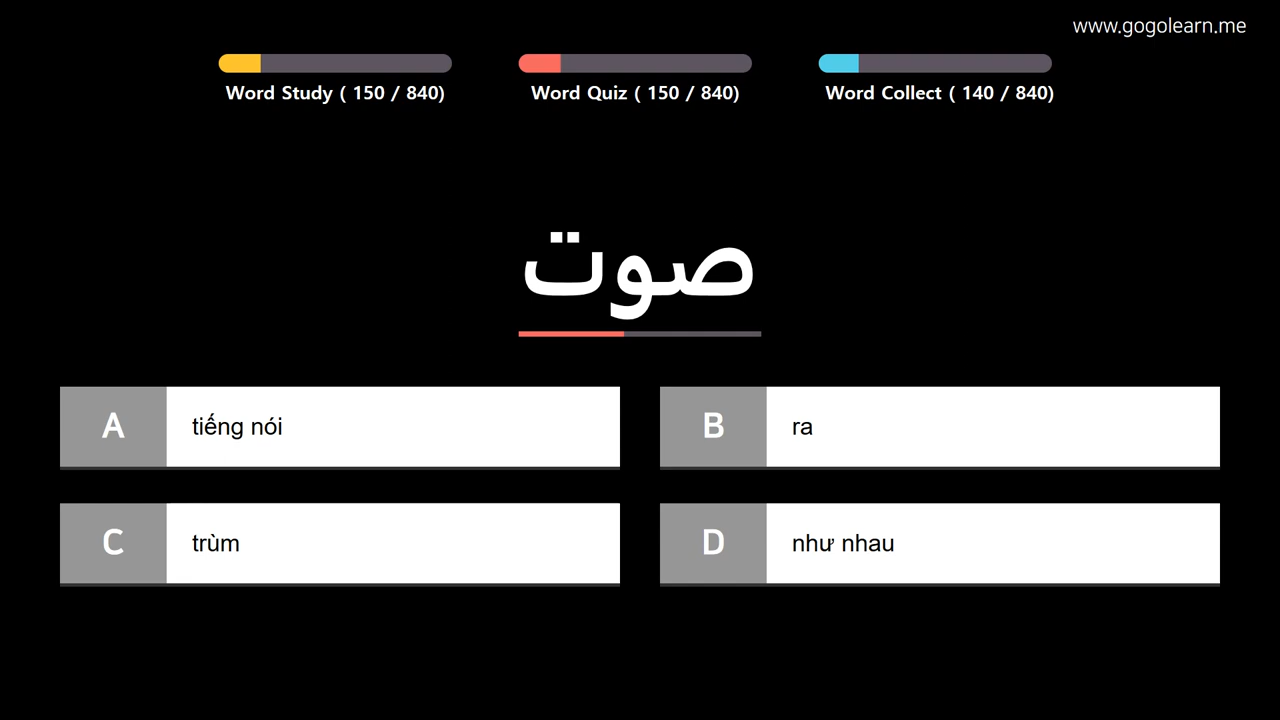 www.gogolearn.me
Word Study ( 150 / 840)
Word Quiz ( 150 / 840)
Word Collect ( 140 / 840)
صوت
A tiếng nói
B ra
C trùm
D như nhau